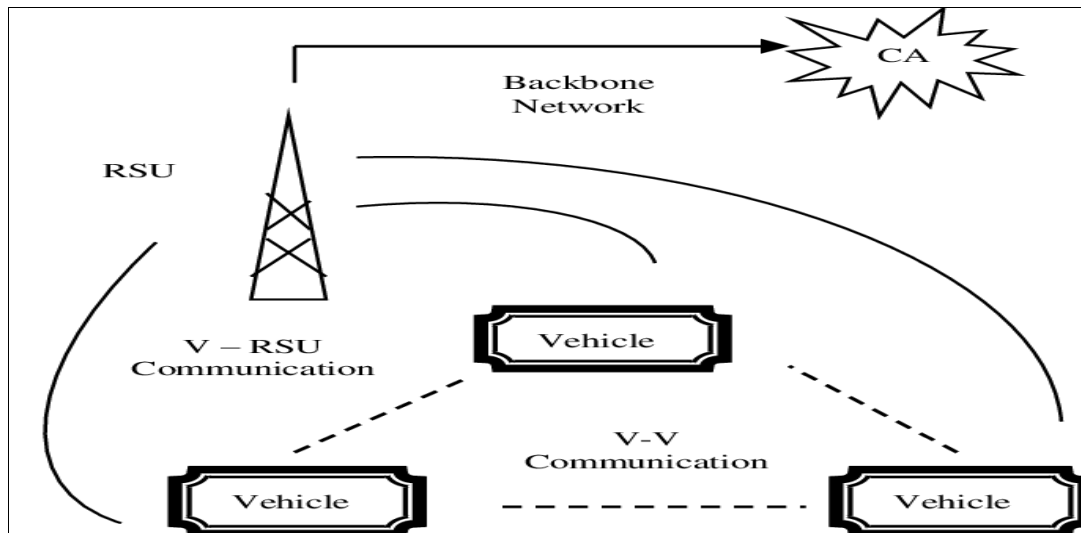 CA
Backbone
Network
RSU
Vehicle
V – RSU
Communication
V-V
Communication
Vehicle
Vehicle